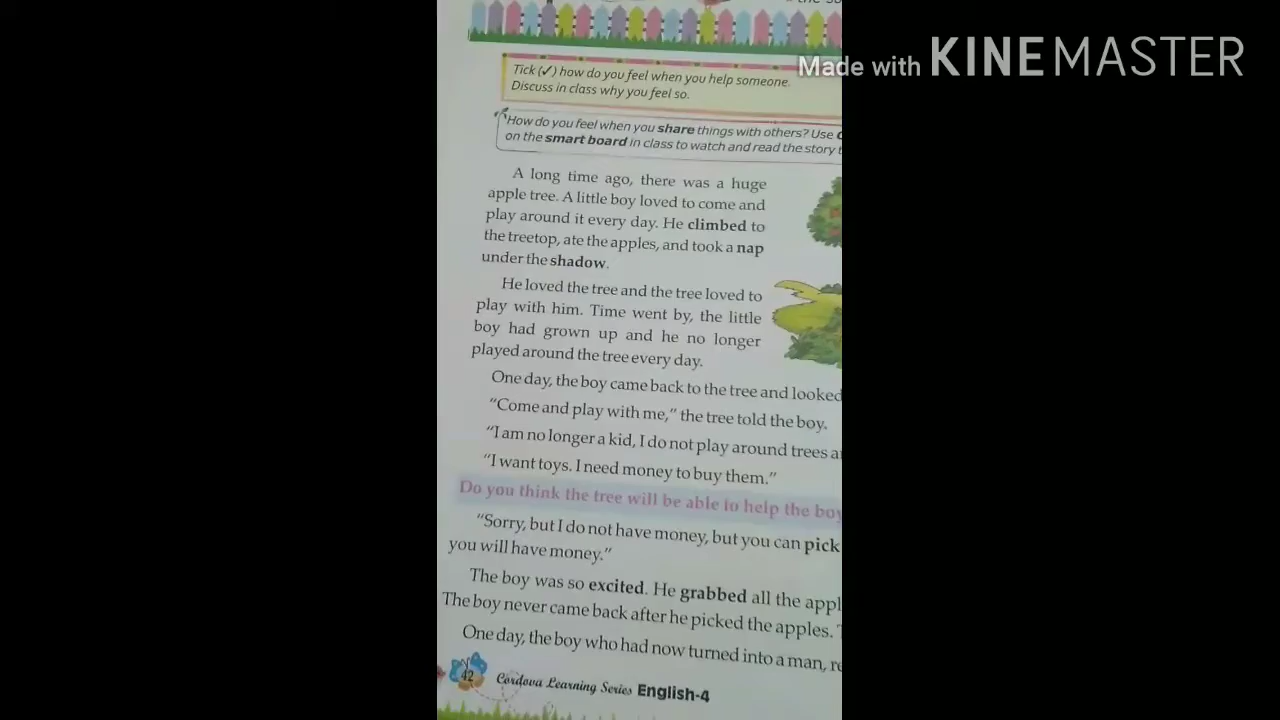 Made with KINEMASTER
Tick (✓) how do you feel when you help someone.
Discuss in class why you feel so.
How do you feel when you share things with others? Use
on the smart board in class to watch and read the story
A long time ago, there was a huge
apple tree. A little boy loved to come and
play around it every day. He climbed to
the treetop, ate the apples, and took a nap
under the shadow.
He loved the tree and the tree loved to
play with him. Time went by, the little
boy had grown up and he no longer
played around the tree every day.
One day, the boy came back to the tree and looked
“Come and play with me,” the tree told the boy.
“I am no longer a kid, I do not play around trees
“I want toys. I need money to buy them.”
Do you think the tree will be able to help the boy
“Sorry, but I do not have money, but you can pick
you will have money.”
The boy was so excited. He grabbed all the
The boy never came back after he picked the apples.
One day, the boy who had now turned into a man,
42 Cordova Learning Series English-4